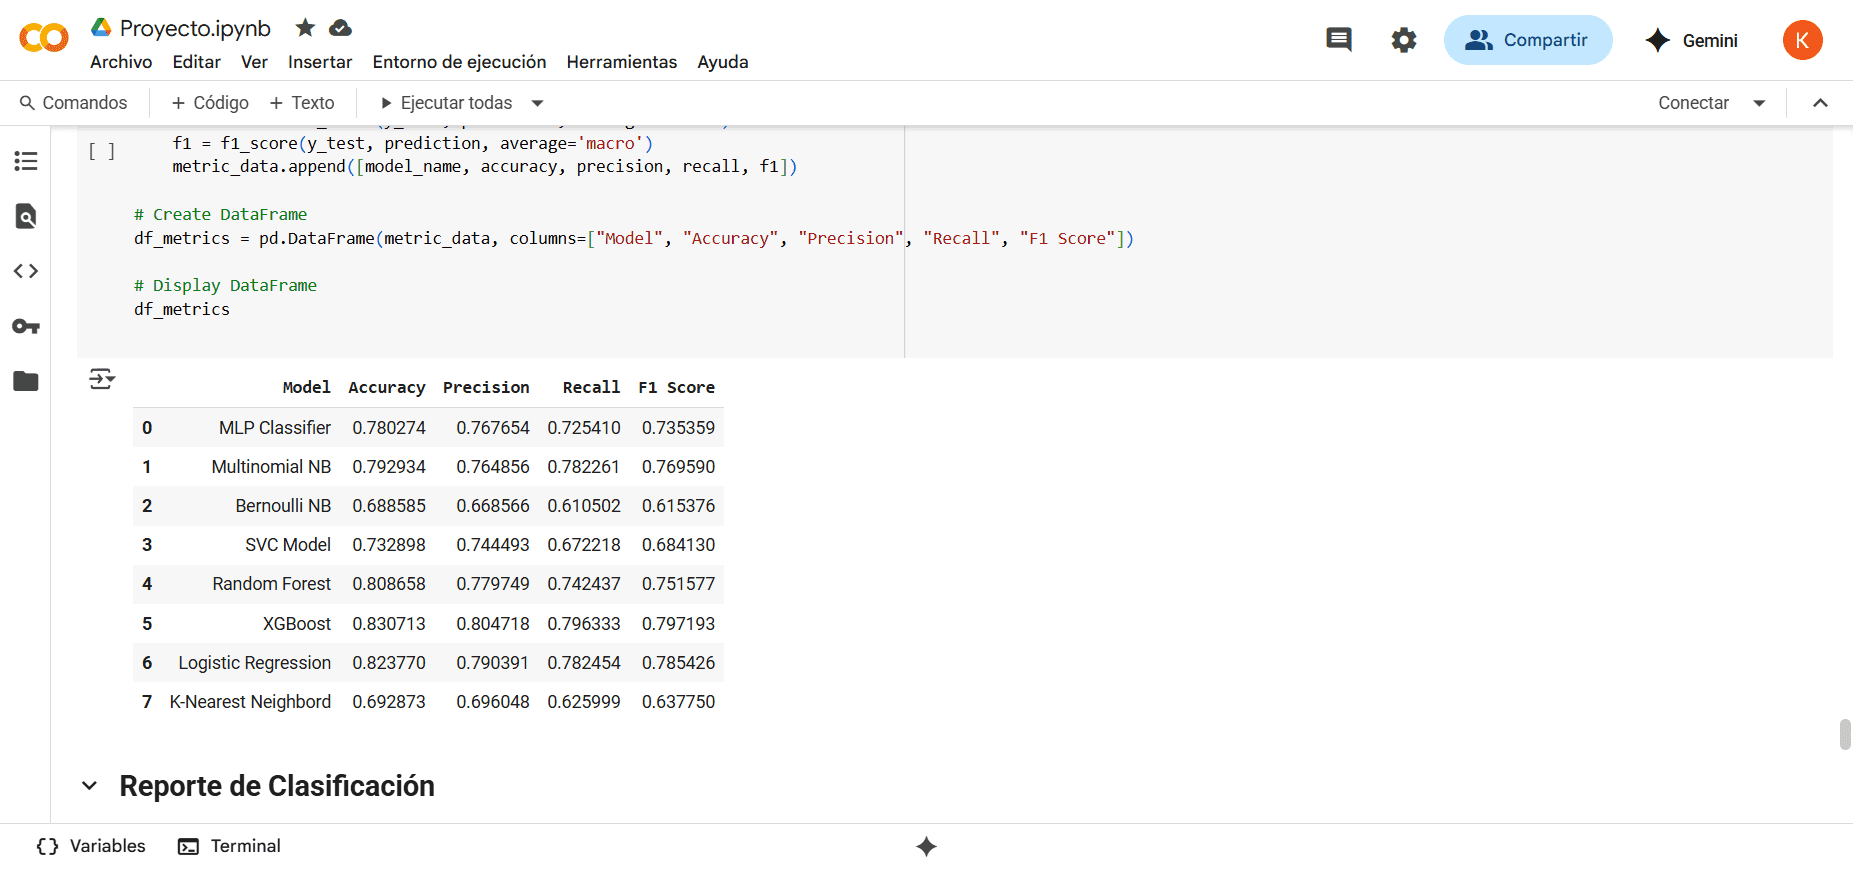 Proyecto.ipynb
Archivo Editar Ver Insertar Entorno de ejecución Herramientas Ayuda
Compartir
Gemini
K
Comandos + Código + Texto Ejecutar todas
Conectar
[ ] f1 = f1_score(y_test, prediction, average='macro')
metric_data.append([model_name, accuracy, precision, recall, f1])
# Create DataFrame
df_metrics = pd.DataFrame(metric_data, columns=["Model", "Accuracy", "Precision", "Recall", "F1 Score"])
# Display DataFrame
df_metrics
Model Accuracy Precision Recall F1 Score
0 MLP Classifier 0.780274 0.767654 0.725410 0.735359
1 Multinomial NB 0.792934 0.764856 0.782261 0.769590
2 Bernoulli NB 0.688585 0.668566 0.610502 0.615376
3 SVC Model 0.732898 0.744493 0.672218 0.684130
4 Random Forest 0.808658 0.779749 0.742437 0.751577
5 XGBoost 0.830713 0.804718 0.796333 0.797193
6 Logistic Regression 0.823770 0.790391 0.782454 0.785426
7 K-Nearest Neighbord 0.692873 0.696048 0.625999 0.637750
Reporte de Clasificación
Variables Terminal